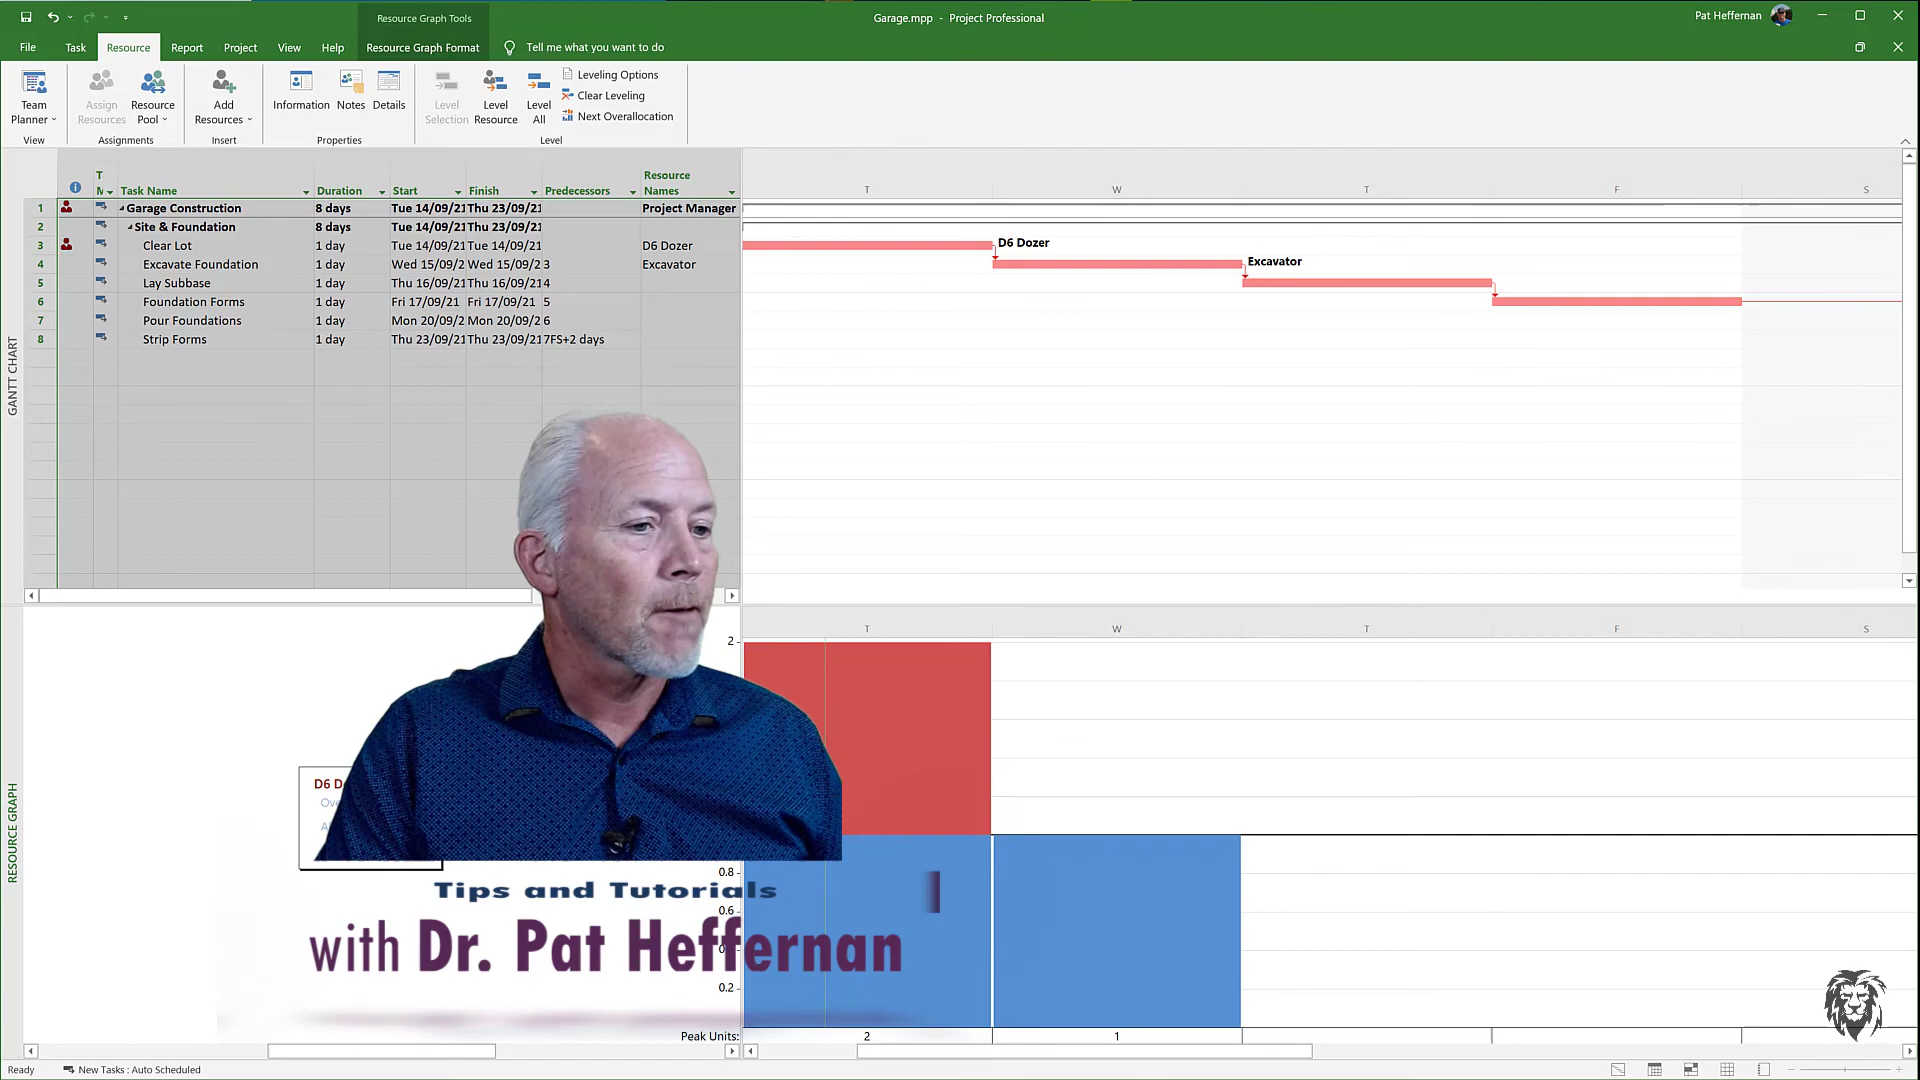 Resource Graph Tools
Garage.mpp - Project Professional
Pat Heffernan
File Task Resource Report Project View Help Resource Graph Format Tell me what you want to do
Team Planner
Assign Resources
Resource Pool
Add Resources
Information
Notes
Details
Level Selection
Level Resource
Level All
Leveling Options
Clear Leveling
Next Overallocation
View Assignments Insert Properties Level
T M Task Name Duration Start Finish Predecessors Resource Names
T W T F S
1 Garage Construction 8 days Tue 14/09/21 Thu 23/09/21 Project Manager
2 Site & Foundation 8 days Tue 14/09/21 Thu 23/09/21
3 Clear Lot 1 day Tue 14/09/21 Tue 14/09/21 D6 Dozer
4 Excavate Foundation 1 day Wed 15/09/2 Wed 15/09/2 3 Excavator
5 Lay Subbase 1 day Thu 16/09/21 Thu 16/09/21 4
6 Foundation Forms 1 day Fri 17/09/21 Fri 17/09/21 5
7 Pour Foundations 1 day Mon 20/09/2 Mon 20/09/2 6
8 Strip Forms 1 day Thu 23/09/21 Thu 23/09/21 7FS+2 days
D6 Dozer
Excavator
GANTT CHART
T W T F S
2
D6 D
Ove
A
0.8
0.6
0.2
RESOURCE GRAPH
Tips and Tutorials
with Dr. Pat Heffernan
Peak Units: 2 1
Ready New Tasks : Auto Scheduled